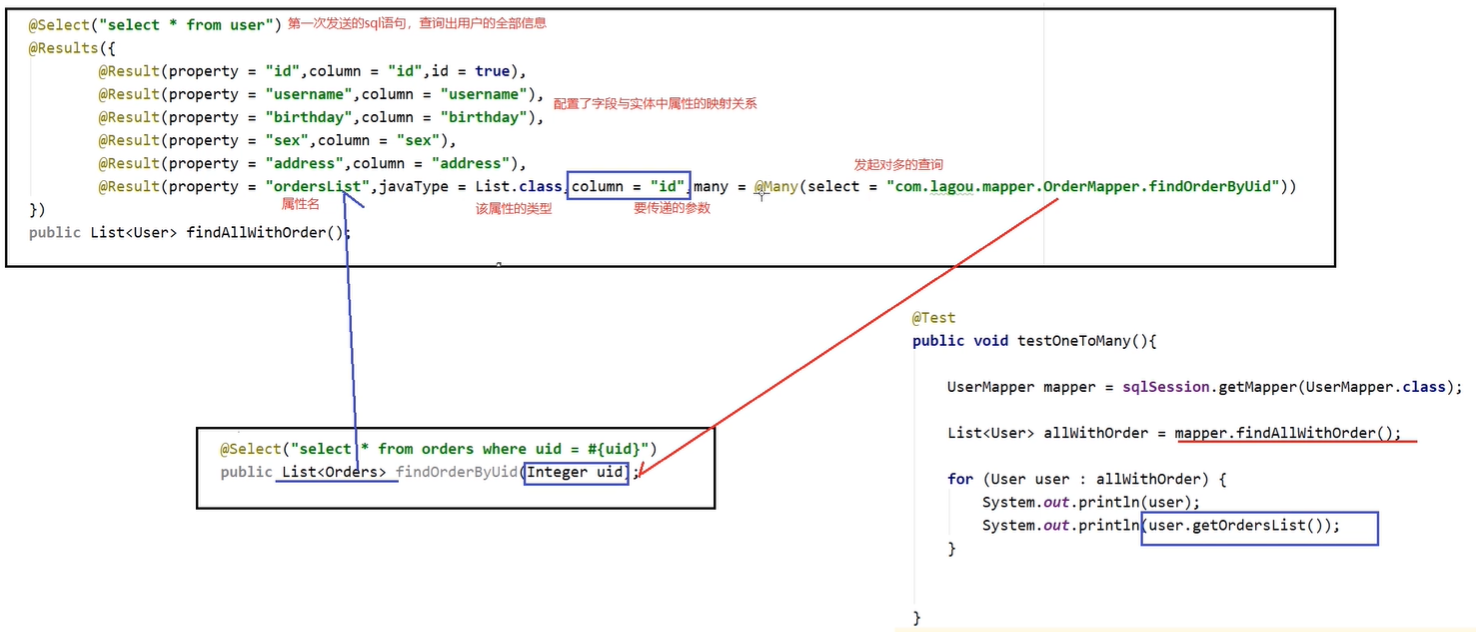 @Select("select * from user") 第一次发送的sql语句，查询出用户的全部信息
@Results({
@Result(property = "id",column = "id",id = true),
@Result(property = "username",column = "username"),
配置了字段与实体中属性的映射关系
@Result(property = "birthday",column = "birthday"),
@Result(property = "sex",column = "sex"),
@Result(property = "address",column = "address"),
发起对多的查询
@Result(property = "ordersList",javaType = List.class,column = "id",many = @Many(select = "com.lagou.mapper.OrderMapper.findOrderByUid"))
属性名 该属性的类型 要传递的参数
})
public List<User> findAllWithOrder();
@Select("select * from orders where uid = #{uid}")
public List<Orders> findOrderByUid(Integer uid);
@Test
public void testOneToMany(){
UserMapper mapper = sqlSession.getMapper(UserMapper.class);
List<User> allWithOrder = mapper.findAllWithOrder();
for (User user : allWithOrder) {
System.out.println(user);
System.out.println(user.getOrdersList());
}
}